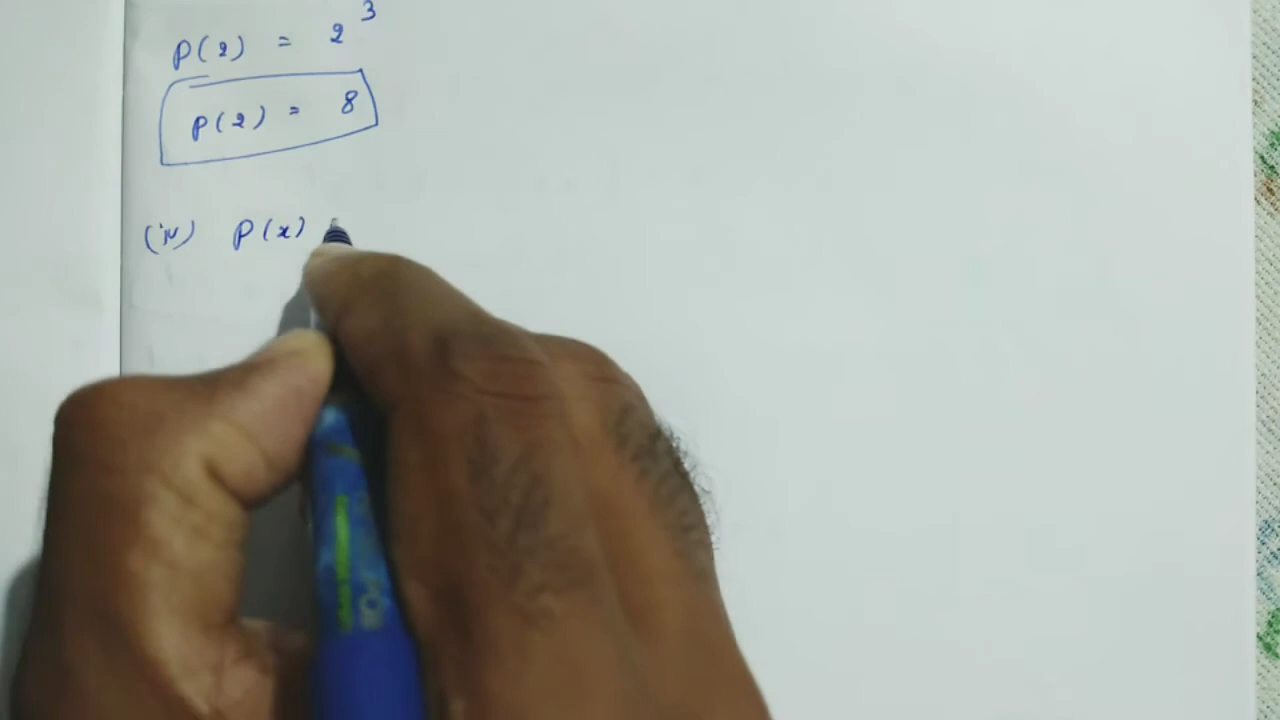 P(2) = 2³
P(2) = 8
(iv) P(x)